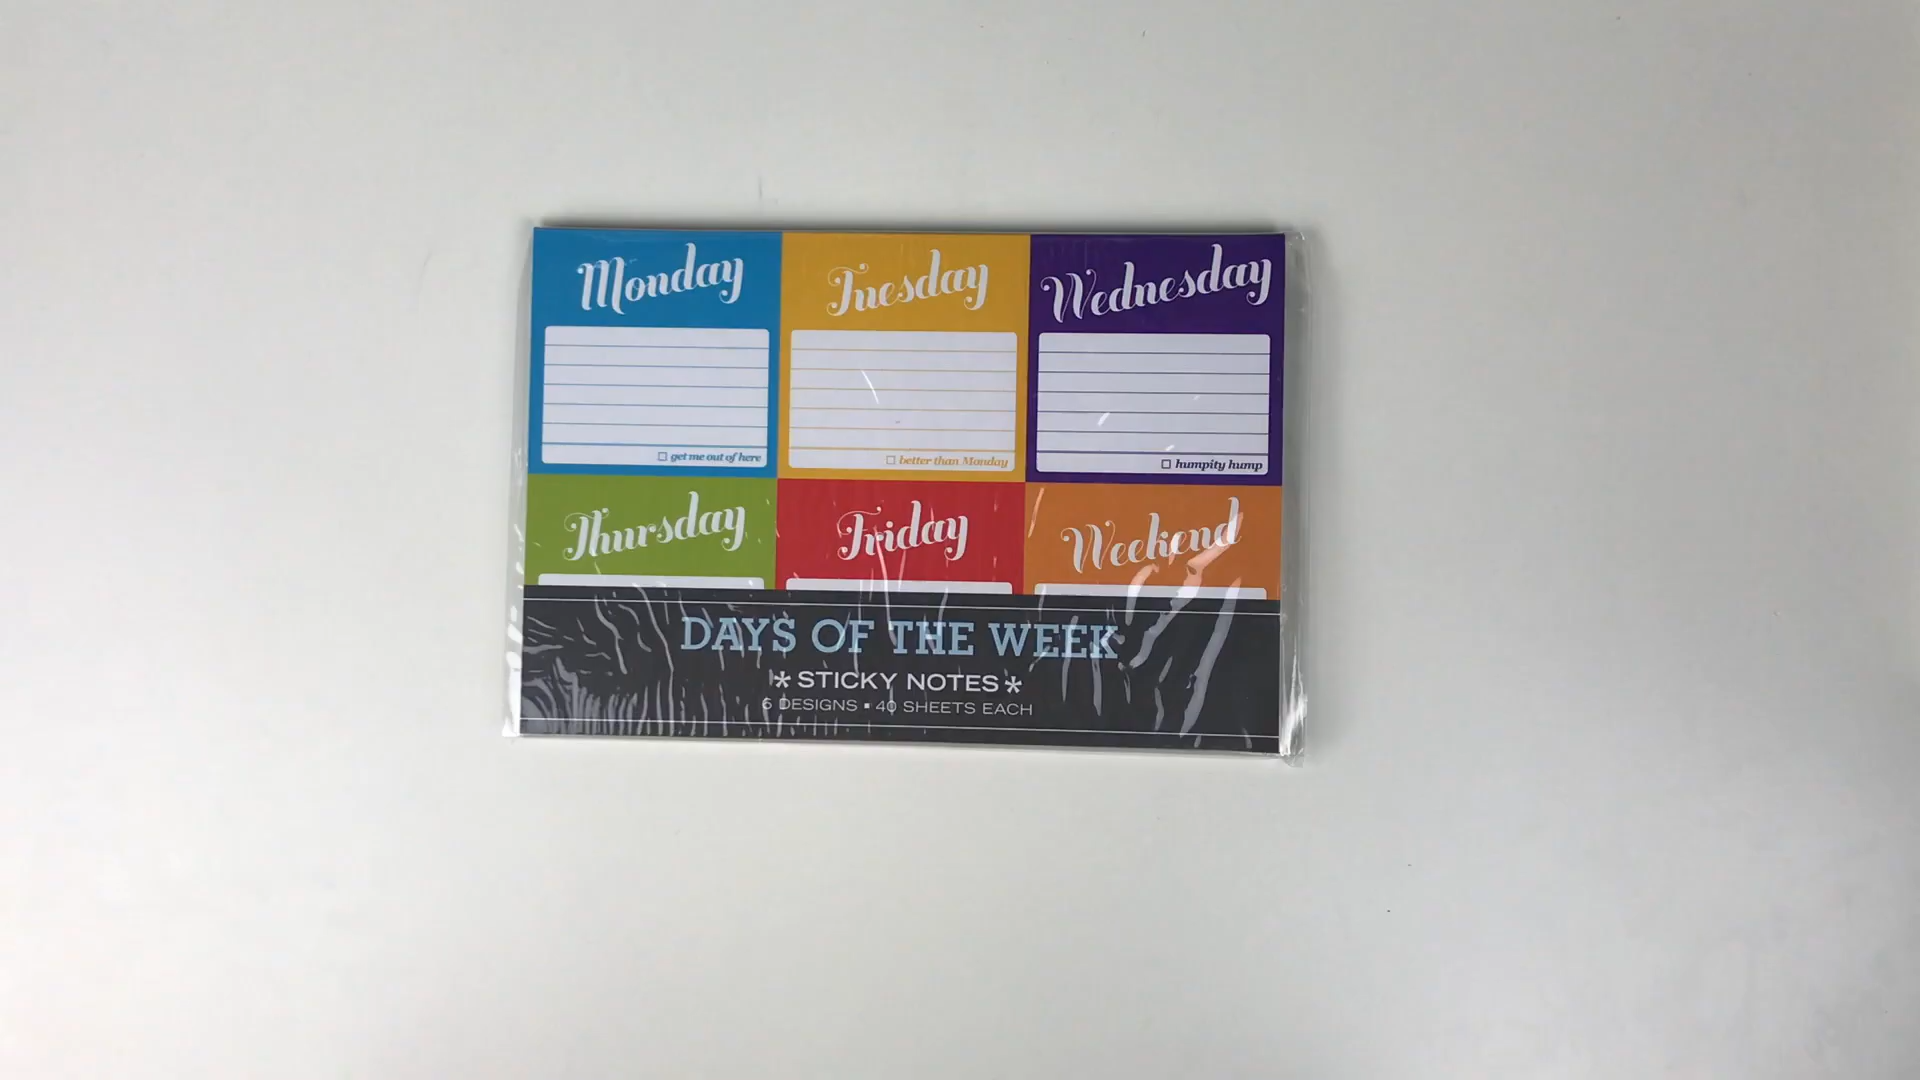 Monday
get me out of here
Tuesday
better than Monday
Wednesday
humpity hump
Thursday
Friday
Weekend
DAYS OF THE WEEK
*STICKY NOTES*
6 DESIGNS ▪ 40 SHEETS EACH